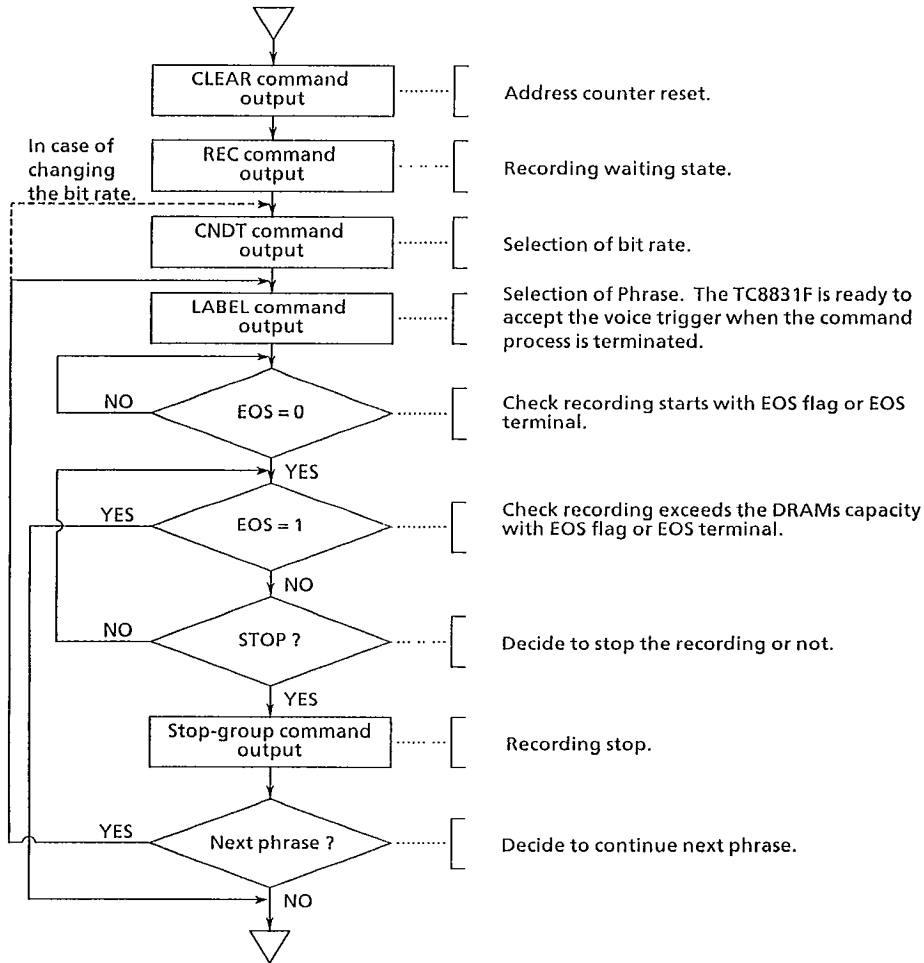 CLEAR command
output
Address counter reset.
In case of
changing
the bit rate.
REC command
output
Recording waiting state.
CNDT command
output
Selection of bit rate.
LABEL command
output
Selection of Phrase. The TC8831F is ready to
accept the voice trigger when the command
process is terminated.
NO
EOS = 0
Check recording starts with EOS flag or EOS
terminal.
YES
YES
EOS = 1
Check recording exceeds the DRAMs capacity
with EOS flag or EOS terminal.
NO
NO
STOP ?
Decide to stop the recording or not.
YES
Stop-group command
output
Recording stop.
YES
Next phrase ?
Decide to continue next phrase.
NO